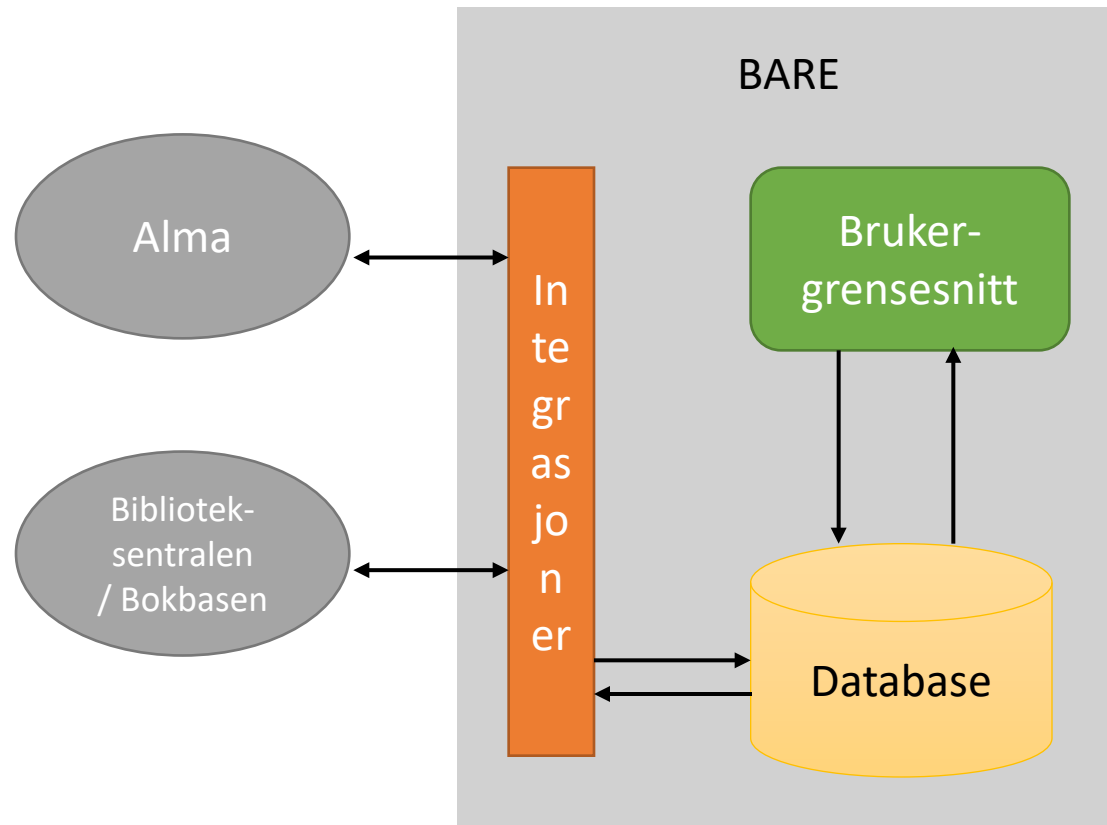 BARE
Alma
Bruker-
grensesnitt
In
te
gr
as
jo
n
er
Bibliotek-
sentralen
/ Bokbasen
Database